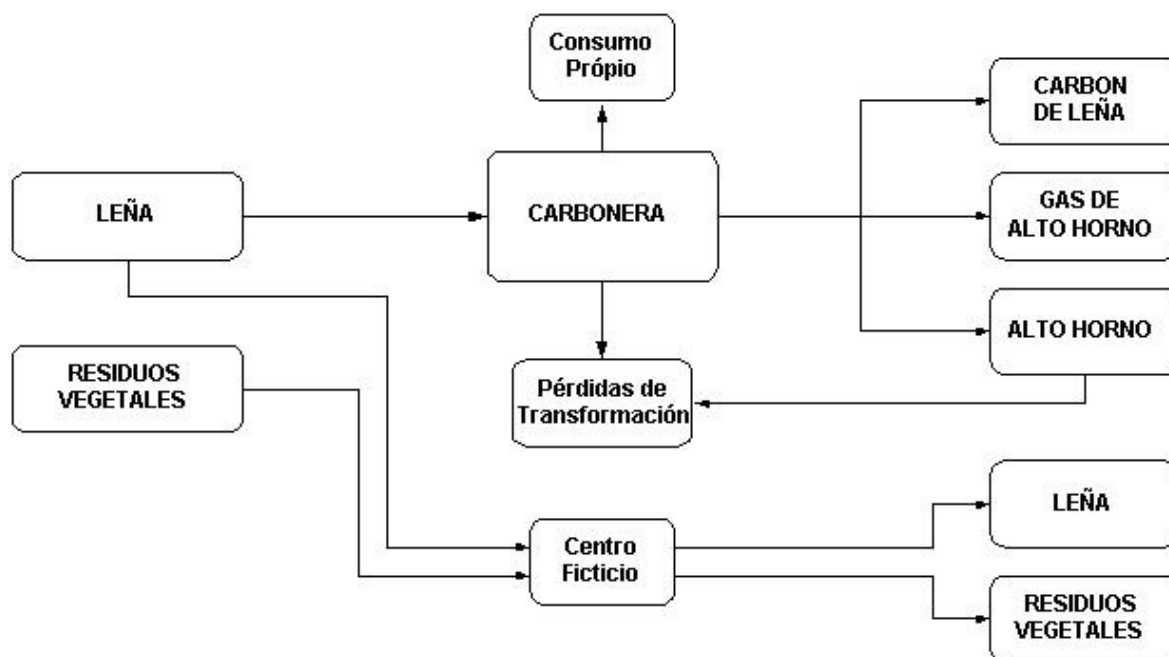 Consumo
Própio
CARBON
DE LEÑA
LEÑA
CARBONERA
GAS DE
ALTO HORNO
ALTO HORNO
RESIDUOS
VEGETALES
Pérdidas de
Transformación
LEÑA
Centro
Ficticio
RESIDUOS
VEGETALES